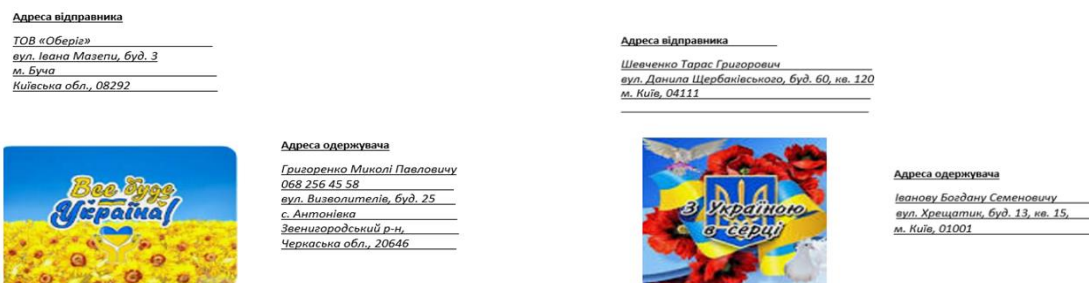 Адреса відправника
ТОВ «Оберіг»
вул. Івана Мазепи, буд. 3
м. Буча
Київська обл., 08292
Все буде
Україна!
Адреса одержувача
Григоренко Миколі Павловичу
068 256 45 58
вул. Визволителів, буд. 25
с. Антонівка
Звенигородський р-н,
Черкаська обл., 20646
Адреса відправника
Шевченко Тарас Григорович
вул. Данила Щербаківського, буд. 60, кв. 120
м. Київ, 04111
З Україною
в серці
Адреса одержувача
Іванову Богдану Семеновичу
вул. Хрещатик, буд. 13, кв. 15,
м. Київ, 01001